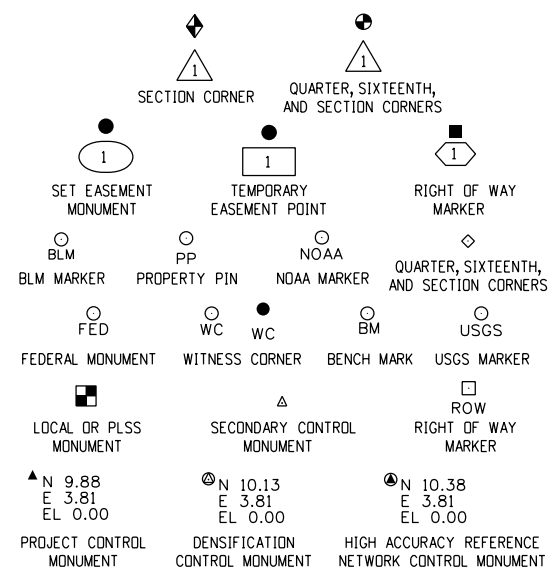 1
SECTION CORNER
1
QUARTER, SIXTEENTH,
AND SECTION CORNERS
1
SET EASEMENT
MONUMENT
1
TEMPORARY
EASEMENT POINT
1
RIGHT OF WAY
MARKER
BLM
BLM MARKER
PP
PROPERTY PIN
NOAA
NOAA MARKER
QUARTER, SIXTEENTH,
AND SECTION CORNERS
FED
FEDERAL MONUMENT
WC
WC
WITNESS CORNER
BM
BENCH MARK
USGS
USGS MARKER
LOCAL OR PLSS
MONUMENT
SECONDARY CONTROL
MONUMENT
ROW
RIGHT OF WAY
MARKER
N 9.88
E 3.81
EL 0.00
PROJECT CONTROL
MONUMENT
N 10.13
E 3.81
EL 0.00
DENSIFICATION
CONTROL MONUMENT
N 10.38
E 3.81
EL 0.00
HIGH ACCURACY REFERENCE
NETWORK CONTROL MONUMENT